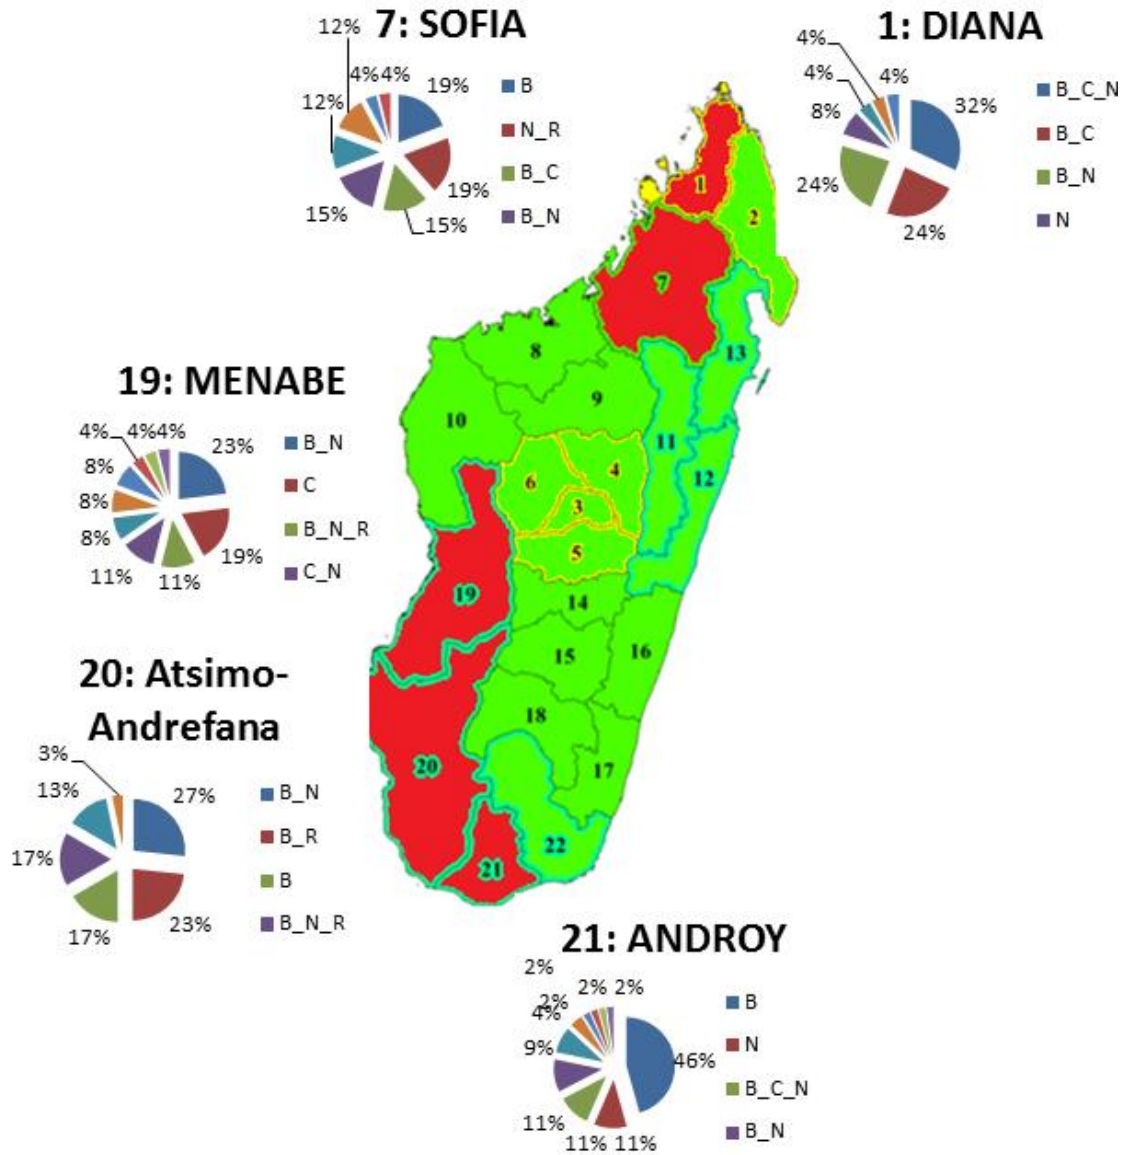 7: SOFIA
12%
12%
4%
4%
19%
19%
15%
15%
B
N_R
B_C
B_N
1: DIANA
4%
4%
4%
8%
32%
24%
24%
B_C_N
B_C
B_N
N
1
2
7
8
13
9
10
11
12
4
6
3
5
19
14
15
16
18
20
17
22
21
19: MENABE
4%
4%
4%
23%
8%
8%
8%
19%
11%
11%
B_N
C
B_N_R
C_N
20: Atsimo-
Andrefana
3%
13%
27%
17%
17%
23%
B_N
B_R
B
B_N_R
21: ANDROY
2%
2%
2%
2%
4%
9%
46%
11%
11%
11%
B
N
B_C_N
B_N